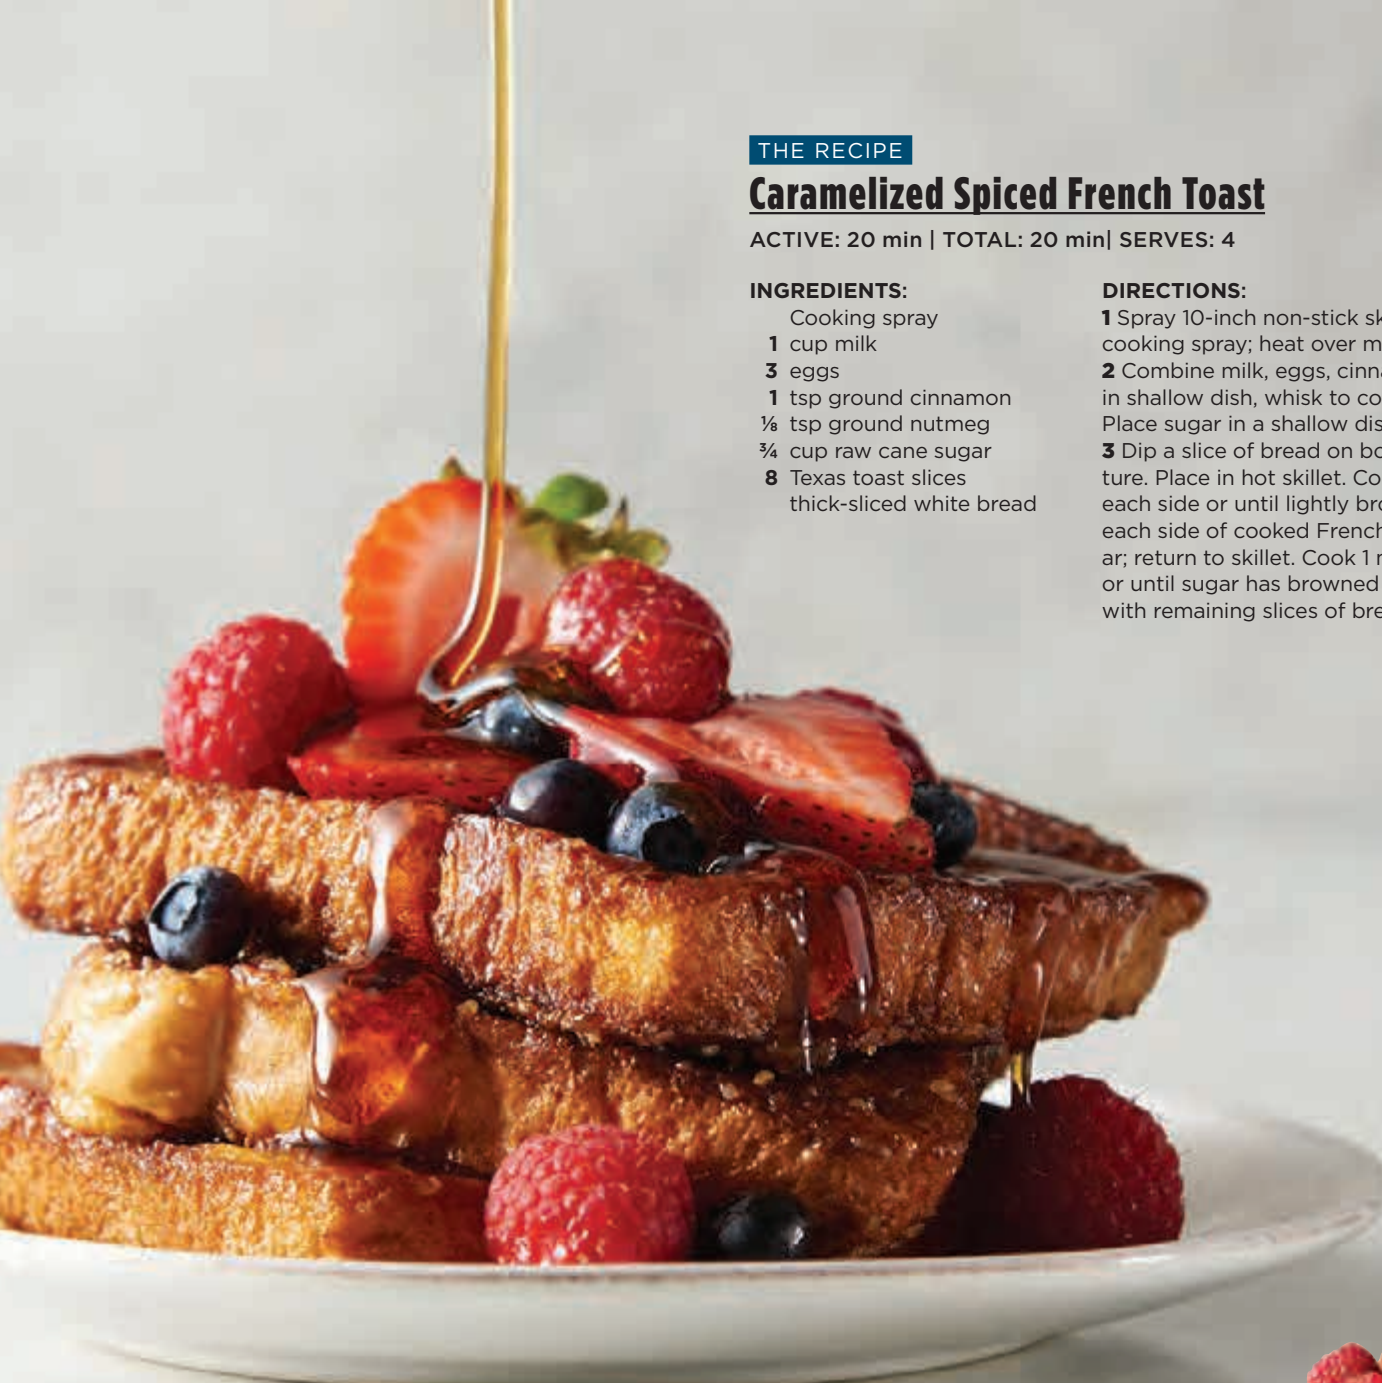 THE RECIPE
Caramelized Spiced French Toast
ACTIVE: 20 min | TOTAL: 20 min| SERVES: 4
INGREDIENTS:
Cooking spray
1 cup milk
3 eggs
1 tsp ground cinnamon
⅛ tsp ground nutmeg
¾ cup raw cane sugar
8 Texas toast slices
thick-sliced white bread
DIRECTIONS:
1 Spray 10-inch non-stick
cooking spray; heat over
2 Combine milk, eggs,
in shallow dish, whisk to
Place sugar in a shallow
3 Dip a slice of bread on
ture. Place in hot skillet.
each side or until lightly
each side of cooked French
ar; return to skillet. Cook 1
or until sugar has browned
with remaining slices of